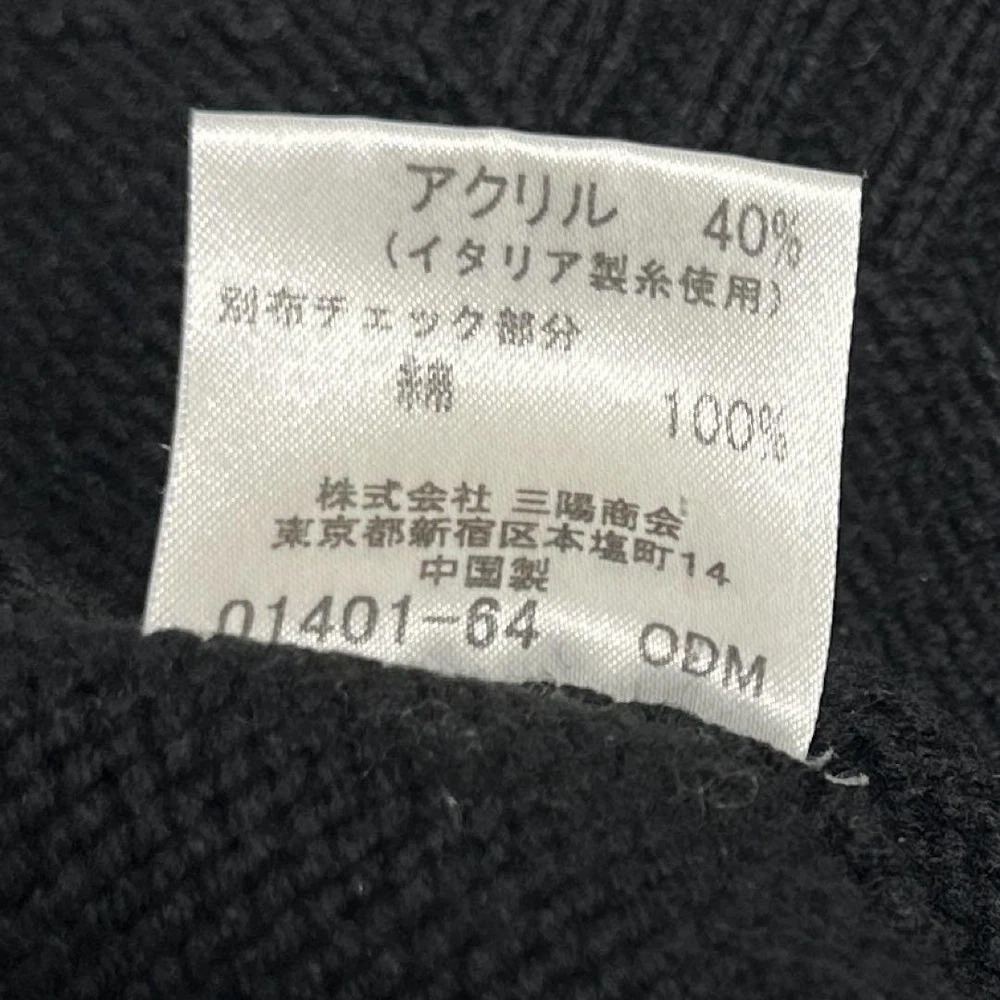 アクリル 40%
(イタリア製糸使用)
別布チェック部分
綿 100%
株式会社 三陽商会
東京都新宿区本塩町14
中国製
01401-64 ODM